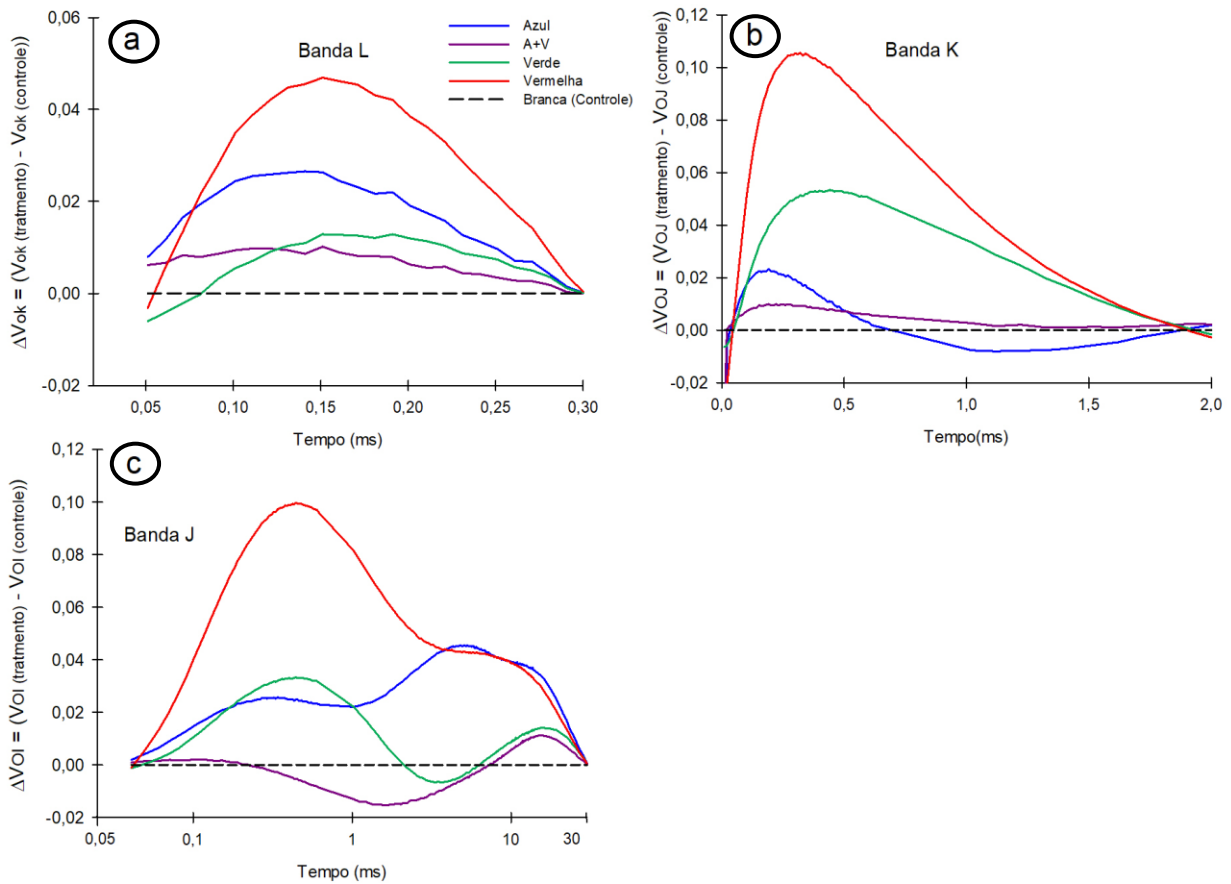 a
Banda L
Azul
A+V
Verde
Vermelha
Branca (Controle)
ΔVok = (Vok (tratmento) - Vok (controle))
0,06
0,04
0,02
0,00
-0,02
0,05 0,10 0,15 0,20 0,25 0,30
Tempo (ms)
b
Banda K
ΔVOJ = (VOJ (tratmento) - VOJ (controle))
0,12
0,10
0,08
0,06
0,04
0,02
0,00
-0,02
0,0 0,5 1,0 1,5 2,0
Tempo(ms)
c
Banda J
ΔVOI = (VOI (tratmento) - VOI (controle))
0,12
0,10
0,08
0,06
0,04
0,02
0,00
-0,02
0,05 0,1 1 10 30
Tempo (ms)